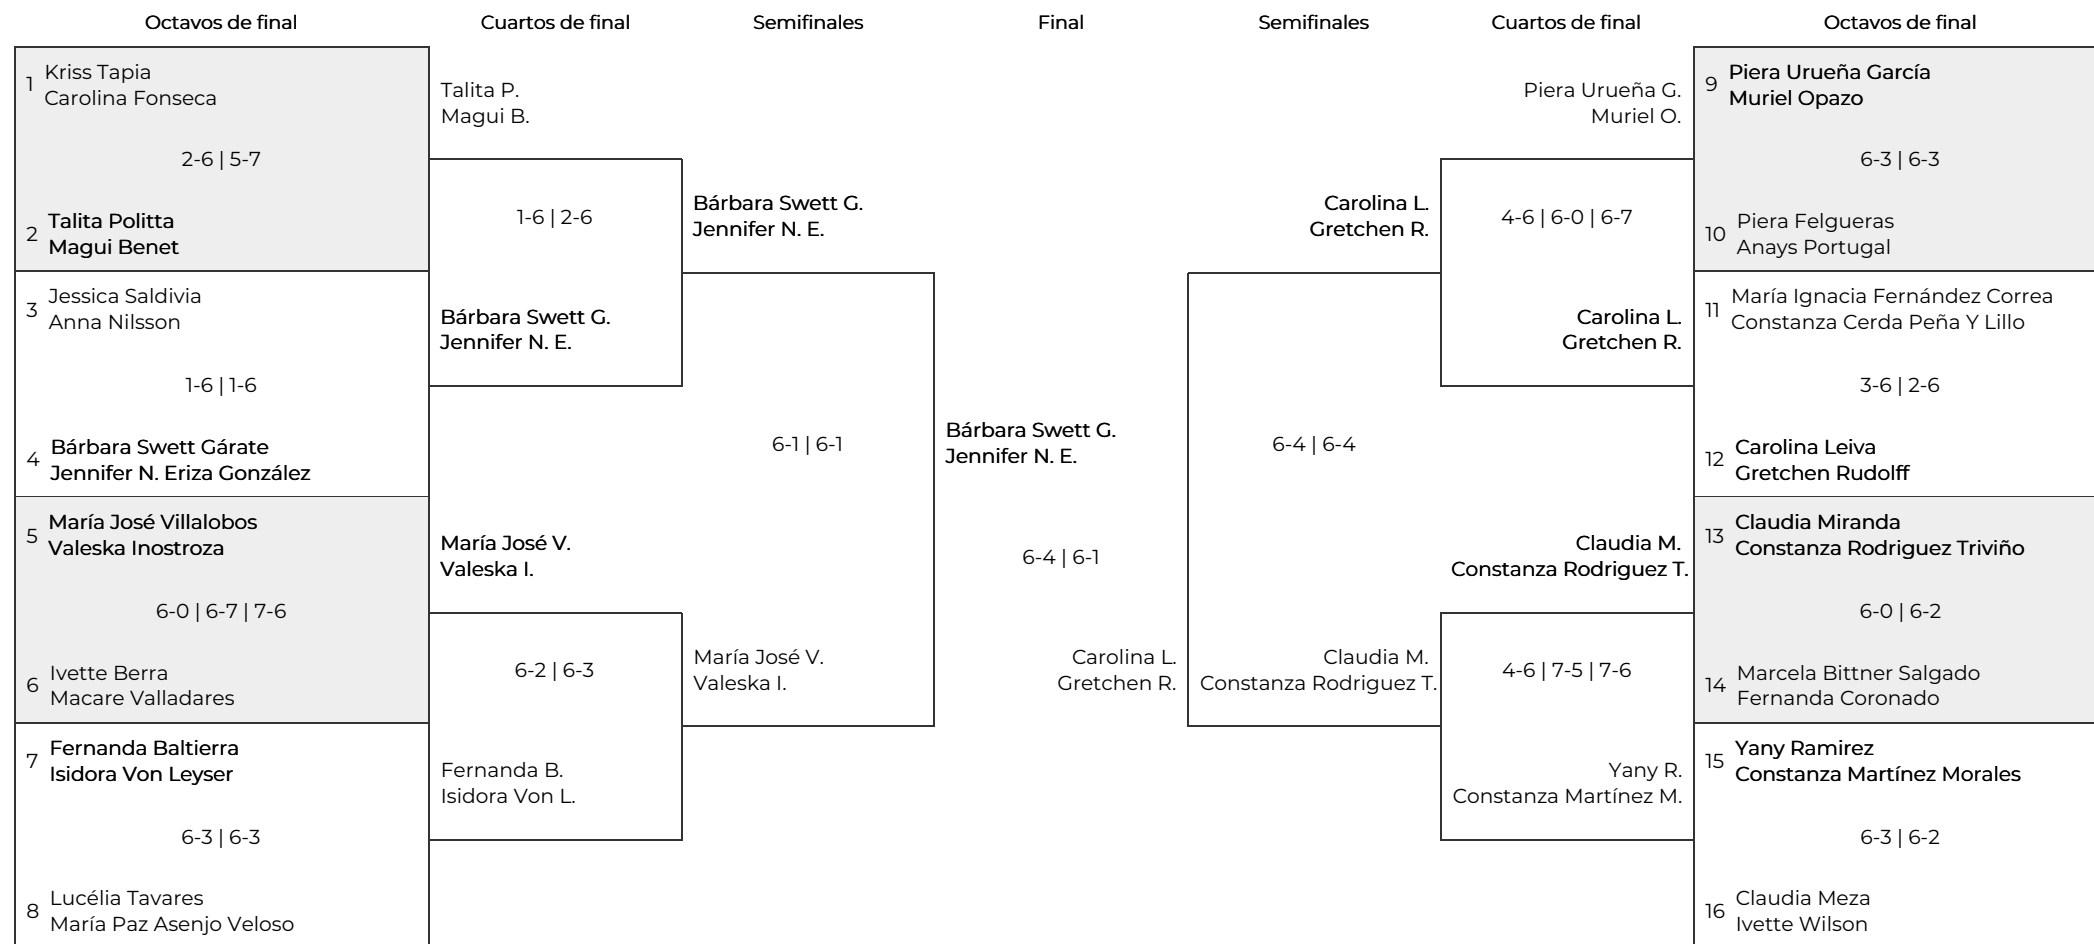 Octavos de final
Cuartos de final
Semifinales
Final
Semifinales
Cuartos de final
Octavos de final
1
Kriss Tapia
Carolina Fonseca
2-6 | 5-7
2
Talita Politta
Magui Benet
3
Jessica Saldivia
Anna Nilsson
1-6 | 1-6
4
Bárbara Swett Gárate
Jennifer N. Eriza González
5
María José Villalobos
Valeska Inostroza
6-0 | 6-7 | 7-6
6
Ivette Berra
Macare Valladares
7
Fernanda Baltierra
Isidora Von Leyser
6-3 | 6-3
8
Lucélia Tavares
María Paz Asenjo Veloso
Talita P.
Magui B.
1-6 | 2-6
Bárbara Swett G.
Jennifer N. E.
María José V.
Valeska I.
6-2 | 6-3
Fernanda B.
Isidora Von L.
Bárbara Swett G.
Jennifer N. E.
6-1 | 6-1
María José V.
Valeska I.
Bárbara Swett G.
Jennifer N. E.
6-4 | 6-1
Carolina L.
Gretchen R.
Carolina L.
Gretchen R.
6-4 | 6-4
Claudia M.
Constanza Rodriguez T.
Piera Urueña G.
Muriel O.
4-6 | 6-0 | 6-7
Carolina L.
Gretchen R.
Claudia M.
Constanza Rodriguez T.
4-6 | 7-5 | 7-6
Yany R.
Constanza Martínez M.
9
Piera Urueña García
Muriel Opazo
6-3 | 6-3
10
Piera Felgueras
Anays Portugal
11
María Ignacia Fernández Correa
Constanza Cerda Peña Y Lillo
3-6 | 2-6
12
Carolina Leiva
Gretchen Rudolff
13
Claudia Miranda
Constanza Rodriguez Triviño
6-0 | 6-2
14
Marcela Bittner Salgado
Fernanda Coronado
15
Yany Ramirez
Constanza Martínez Morales
6-3 | 6-2
16
Claudia Meza
Ivette Wilson